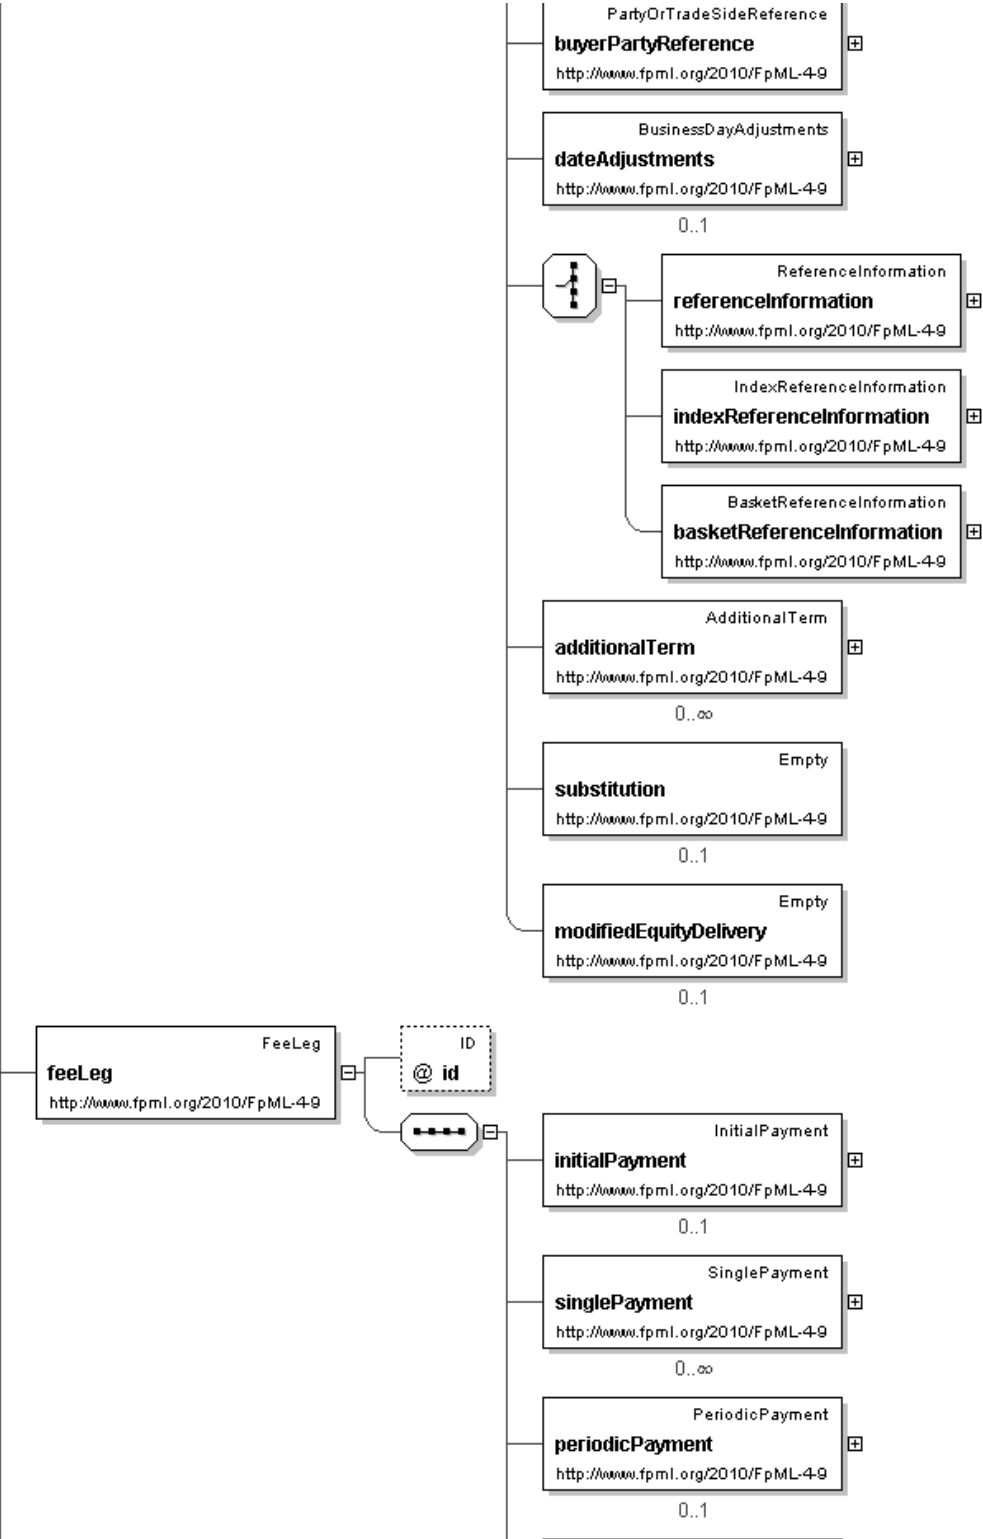 PartyOrTradeSideReference
buyerPartyReference
http://www.fpml.org/2010/FpML-4-9
BusinessDayAdjustments
dateAdjustments
http://www.fpml.org/2010/FpML-4-9
0..1
ReferenceInformation
referenceInformation
http://www.fpml.org/2010/FpML-4-9
IndexReferenceInformation
indexReferenceInformation
http://www.fpml.org/2010/FpML-4-9
BasketReferenceInformation
basketReferenceInformation
http://www.fpml.org/2010/FpML-4-9
AdditionalTerm
additionalTerm
http://www.fpml.org/2010/FpML-4-9
0..∞
Empty
substitution
http://www.fpml.org/2010/FpML-4-9
0..1
Empty
modifiedEquityDelivery
http://www.fpml.org/2010/FpML-4-9
0..1
FeeLeg
feeLeg
http://www.fpml.org/2010/FpML-4-9
ID
@ id
InitialPayment
initialPayment
http://www.fpml.org/2010/FpML-4-9
0..1
SinglePayment
singlePayment
http://www.fpml.org/2010/FpML-4-9
0..∞
PeriodicPayment
periodicPayment
http://www.fpml.org/2010/FpML-4-9
0..1